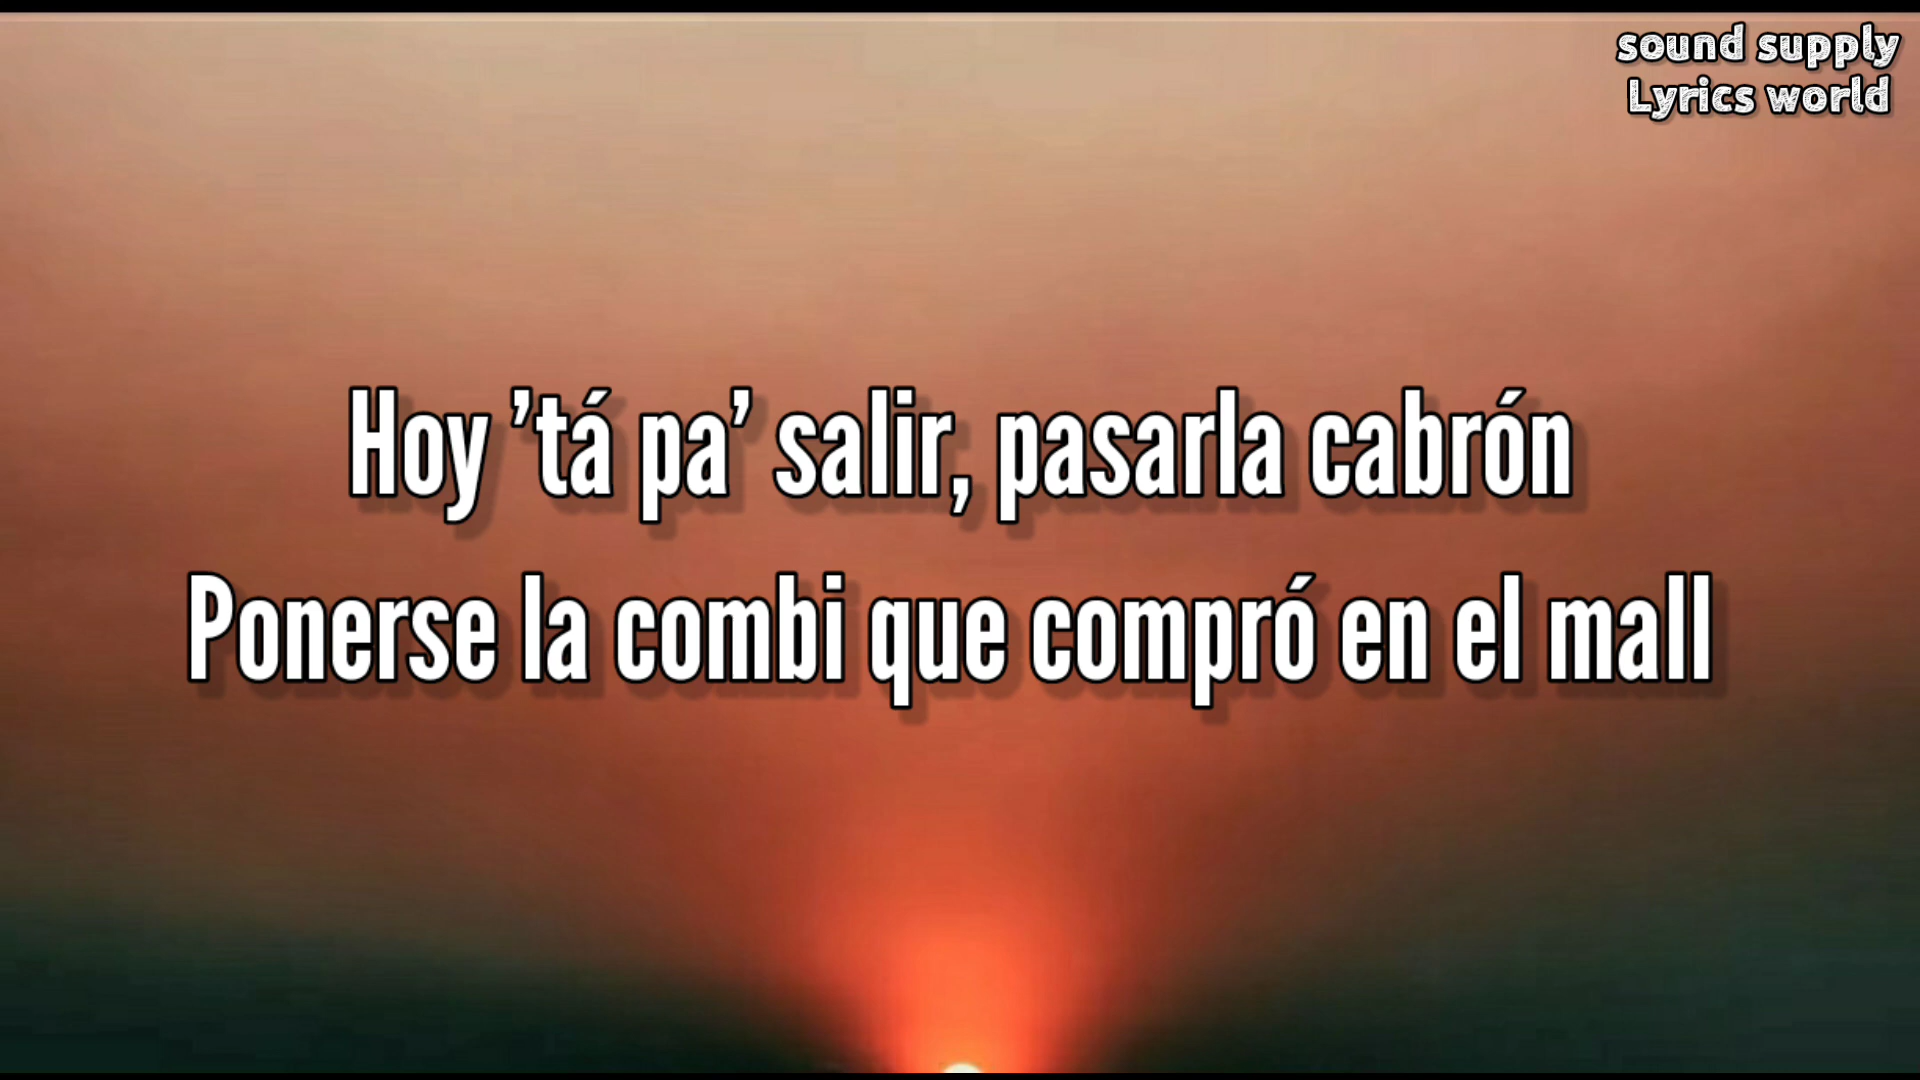 sound supply
Lyrics world
Hoy ’tá pa’ salir, pasarla cabrón
Ponerse la combi que compró en el mall